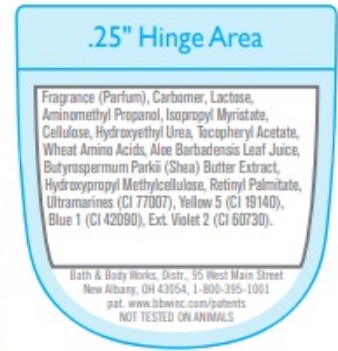 .25" Hinge Area
Fragrance (Parfum), Carbomer, Lactose,
Aminomethyl Propanol, Isopropyl Myristate,
Cellulose, Hydroxyethyl Urea, Tocopheryl Acetate,
Wheat Amino Acids, Aloe Barbadensis Leaf Juice,
Butyrospermum Parkii (Shea) Butter Extract,
Hydroxypropyl Methylcellulose, Retinyl Palmitate,
Ultramarines (CI 77007), Yellow 5 (CI 19140),
Blue 1 (CI 42090), Ext. Violet 2 (CI 60730).
Bath & Body Works, Distr., 95 West Main Street
New Albany, OH 43054, 1-800-395-1001
pat. www.bbwinc.com/patents
NOT TESTED ON ANIMALS